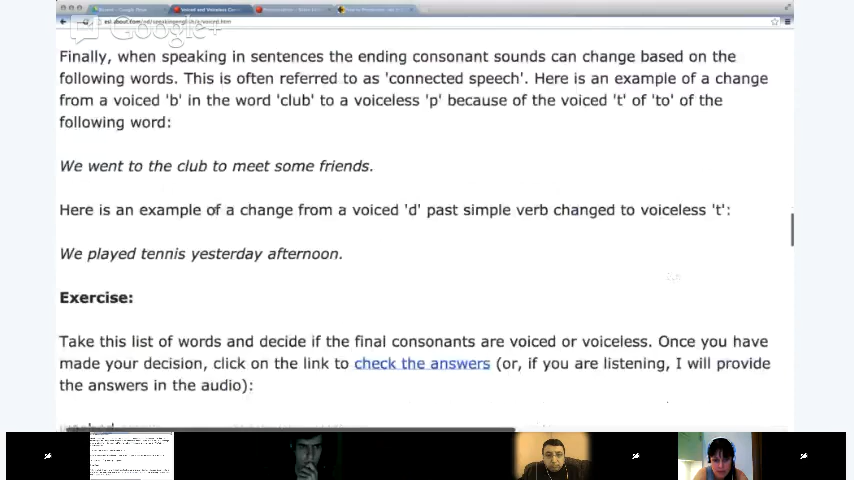 Voiced and Voiceless Co
Google+
Finally, when speaking in sentences the ending consonant sounds can change based on the
following words. This is often referred to as 'connected speech'. Here is an example of a change
from a voiced 'b' in the word 'club' to a voiceless 'p' because of the voiced 't' of 'to' of the
following word:
We went to the club to meet some friends.
Here is an example of a change from a voiced 'd' past simple verb changed to voiceless 't':
We played tennis yesterday afternoon.
Exercise:
Take this list of words and decide if the final consonants are voiced or voiceless. Once you have
made your decision, click on the link to check the answers (or, if you are listening, I will provide
the answers in the audio):